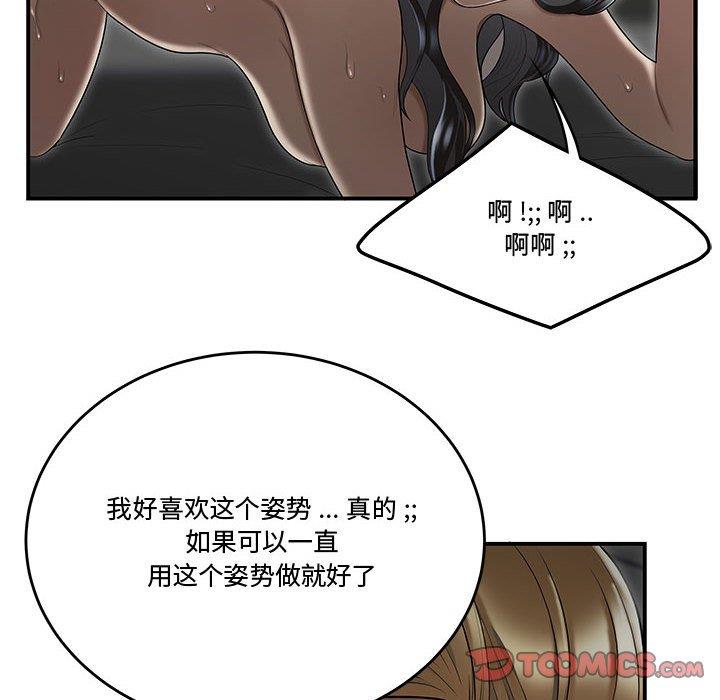 啊 !;; 啊 ..
啊啊 ;;
我好喜欢这个姿势 ... 真的 ;;
如果可以一直
用这个姿势做就好了
TOOMICS.COM